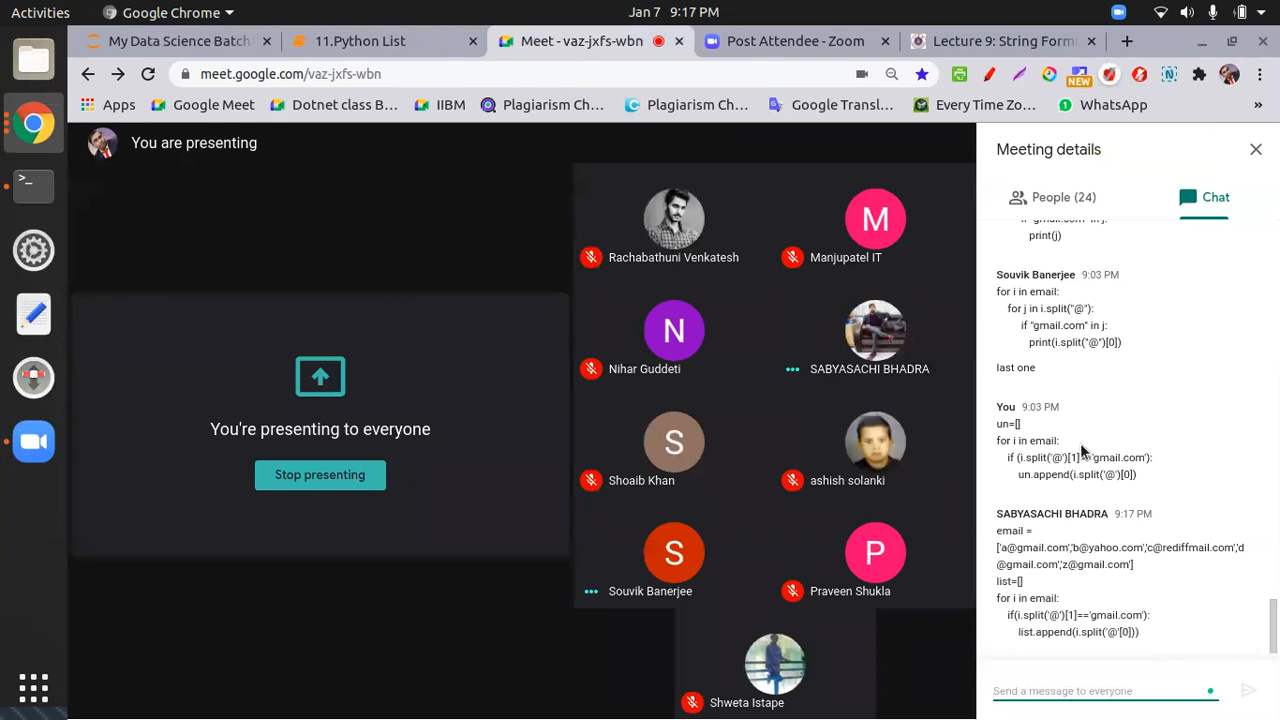 Activities
Google Chrome
Jan 7 9:17 PM
My Data Science Batch
11.Python List
Meet - vaz-jxfs-wbn
Post Attendee - Zoom
Lecture 9: String Form
meet.google.com/vaz-jxfs-wbn
NEW
Apps
Google Meet
Dotnet class B...
IIBM
Plagiarism Ch...
Plagiarism Ch...
Google Transl...
Every Time Zo...
WhatsApp
You are presenting
You're presenting to everyone
Stop presenting
Rachabathuni Venkatesh
M
Manjupatel IT
N
Nihar Guddeti
SABYASACHI BHADRA
S
Shoaib Khan
ashish solanki
S
Souvik Banerjee
P
Praveen Shukla
Shweta Istape
Meeting details
People (24)
Chat
if "gmail.com" in j:
print(j)
Souvik Banerjee 9:03 PM
for i in email:
for j in i.split("@"):
if "gmail.com" in j:
print(i.split("@")[0])
last one
You 9:03 PM
un=[]
for i in email:
if (i.split('@')[1]=='gmail.com'):
un.append(i.split('@')[0])
SABYASACHI BHADRA 9:17 PM
email =
['a@gmail.com','b@yahoo.com','c@rediffmail.com','d
@gmail.com','z@gmail.com']
list=[]
for i in email:
if(i.split('@')[1]=='gmail.com'):
list.append(i.split('@'[0]))
Send a message to everyone